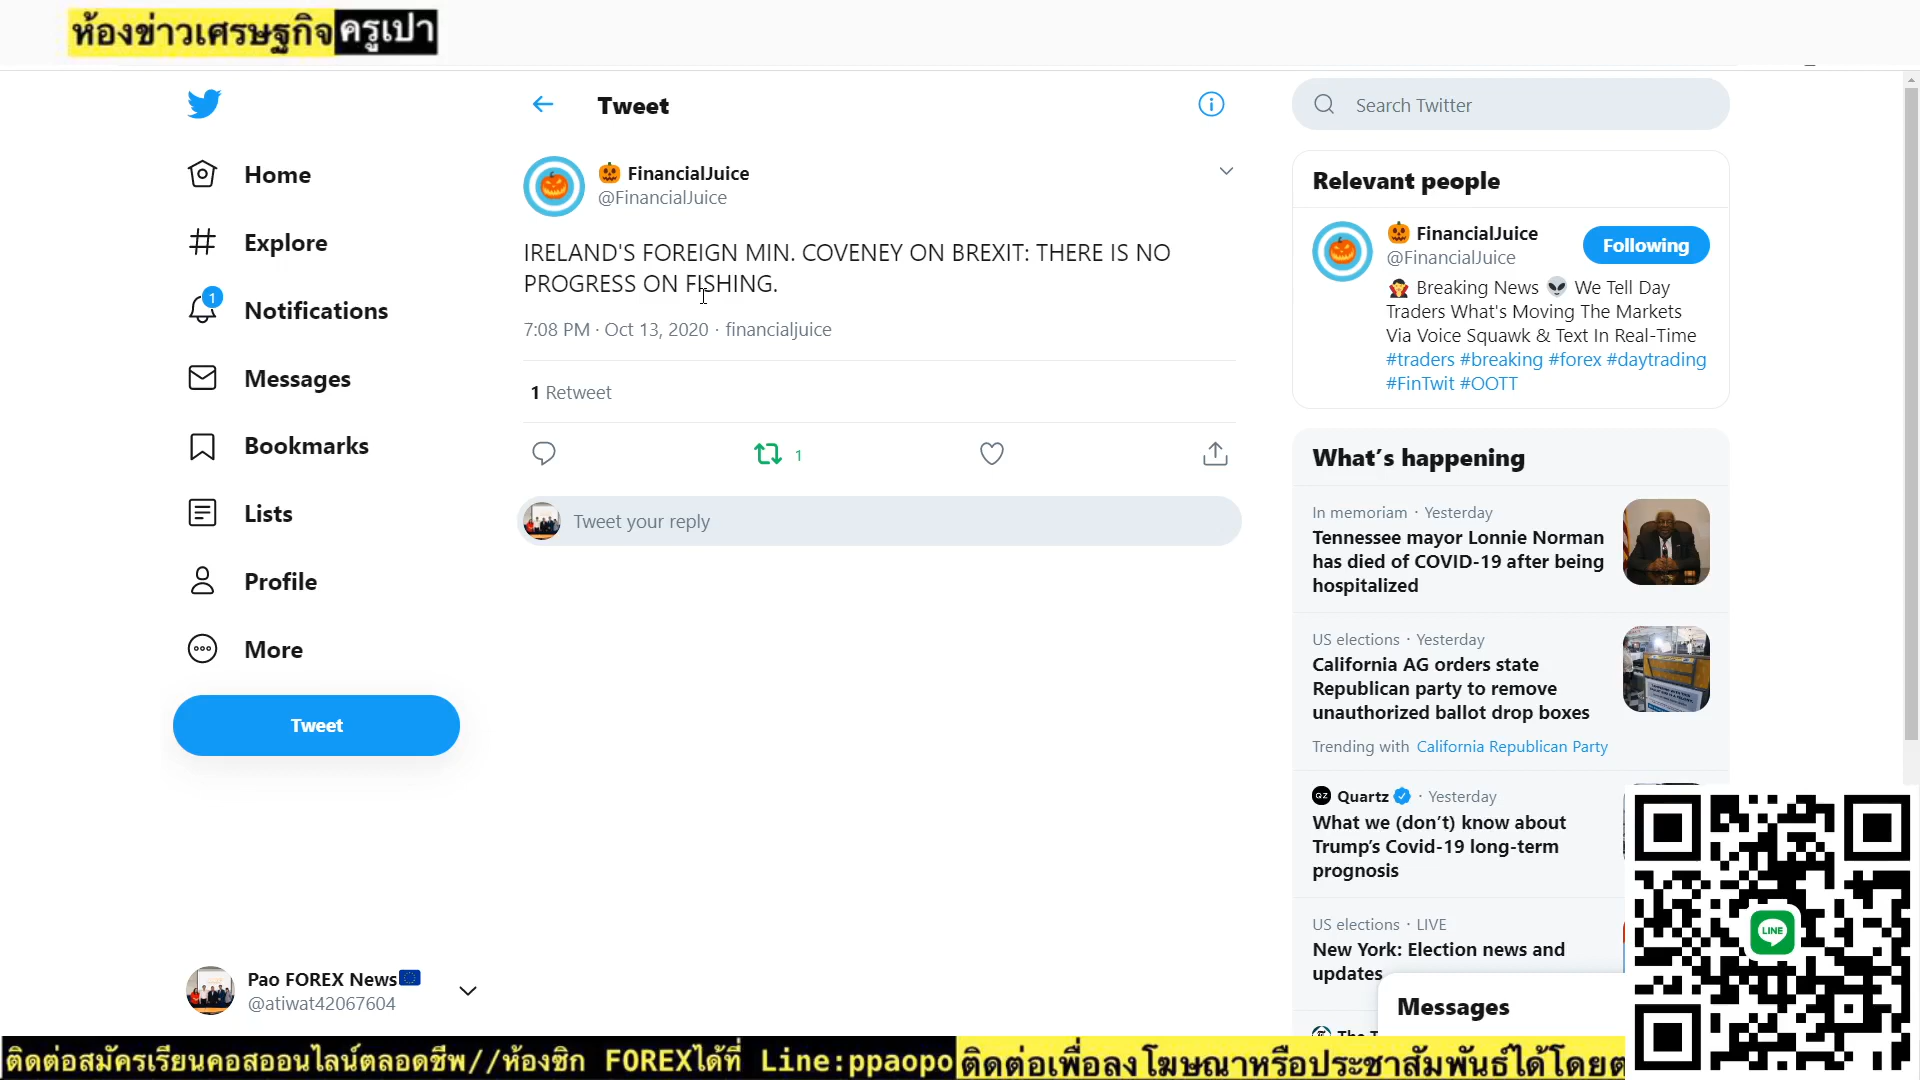 ห้องข่าวเศรษฐกิจครูเปา
Home
Explore
1
Notifications
Messages
Bookmarks
Lists
Profile
More
Tweet
Pao FOREX News
@atiwat42067604
Tweet
FinancialJuice
@FinancialJuice
IRELAND'S FOREIGN MIN. COVENEY ON BREXIT: THERE IS NO
PROGRESS ON FISHING.
7:08 PM · Oct 13, 2020 · financialjuice
1 Retweet
1
Tweet your reply
Search Twitter
Relevant people
FinancialJuice
@FinancialJuice
Following
Breaking News 👽 We Tell Day
Traders What's Moving The Markets
Via Voice Squawk & Text In Real-Time
#traders #breaking #forex #daytrading
#FinTwit #OOTT
What's happening
In memoriam · Yesterday
Tennessee mayor Lonnie Norman
has died of COVID-19 after being
hospitalized
US elections · Yesterday
California AG orders state
Republican party to remove
unauthorized ballot drop boxes
Trending with California Republican Party
Quartz · Yesterday
What we (don't) know about
Trump's Covid-19 long-term
prognosis
US elections · LIVE
New York: Election news and
updates
Messages
LINE
ติดต่อสมัครเรียนคอสออนไลน์ตลอดชีพ//ห้องซิก FOREXได้ที่ Line:ppaopo
ติดต่อเพื่อลงโฆษณาหรือประชาสัมพันธ์ได้โดยต